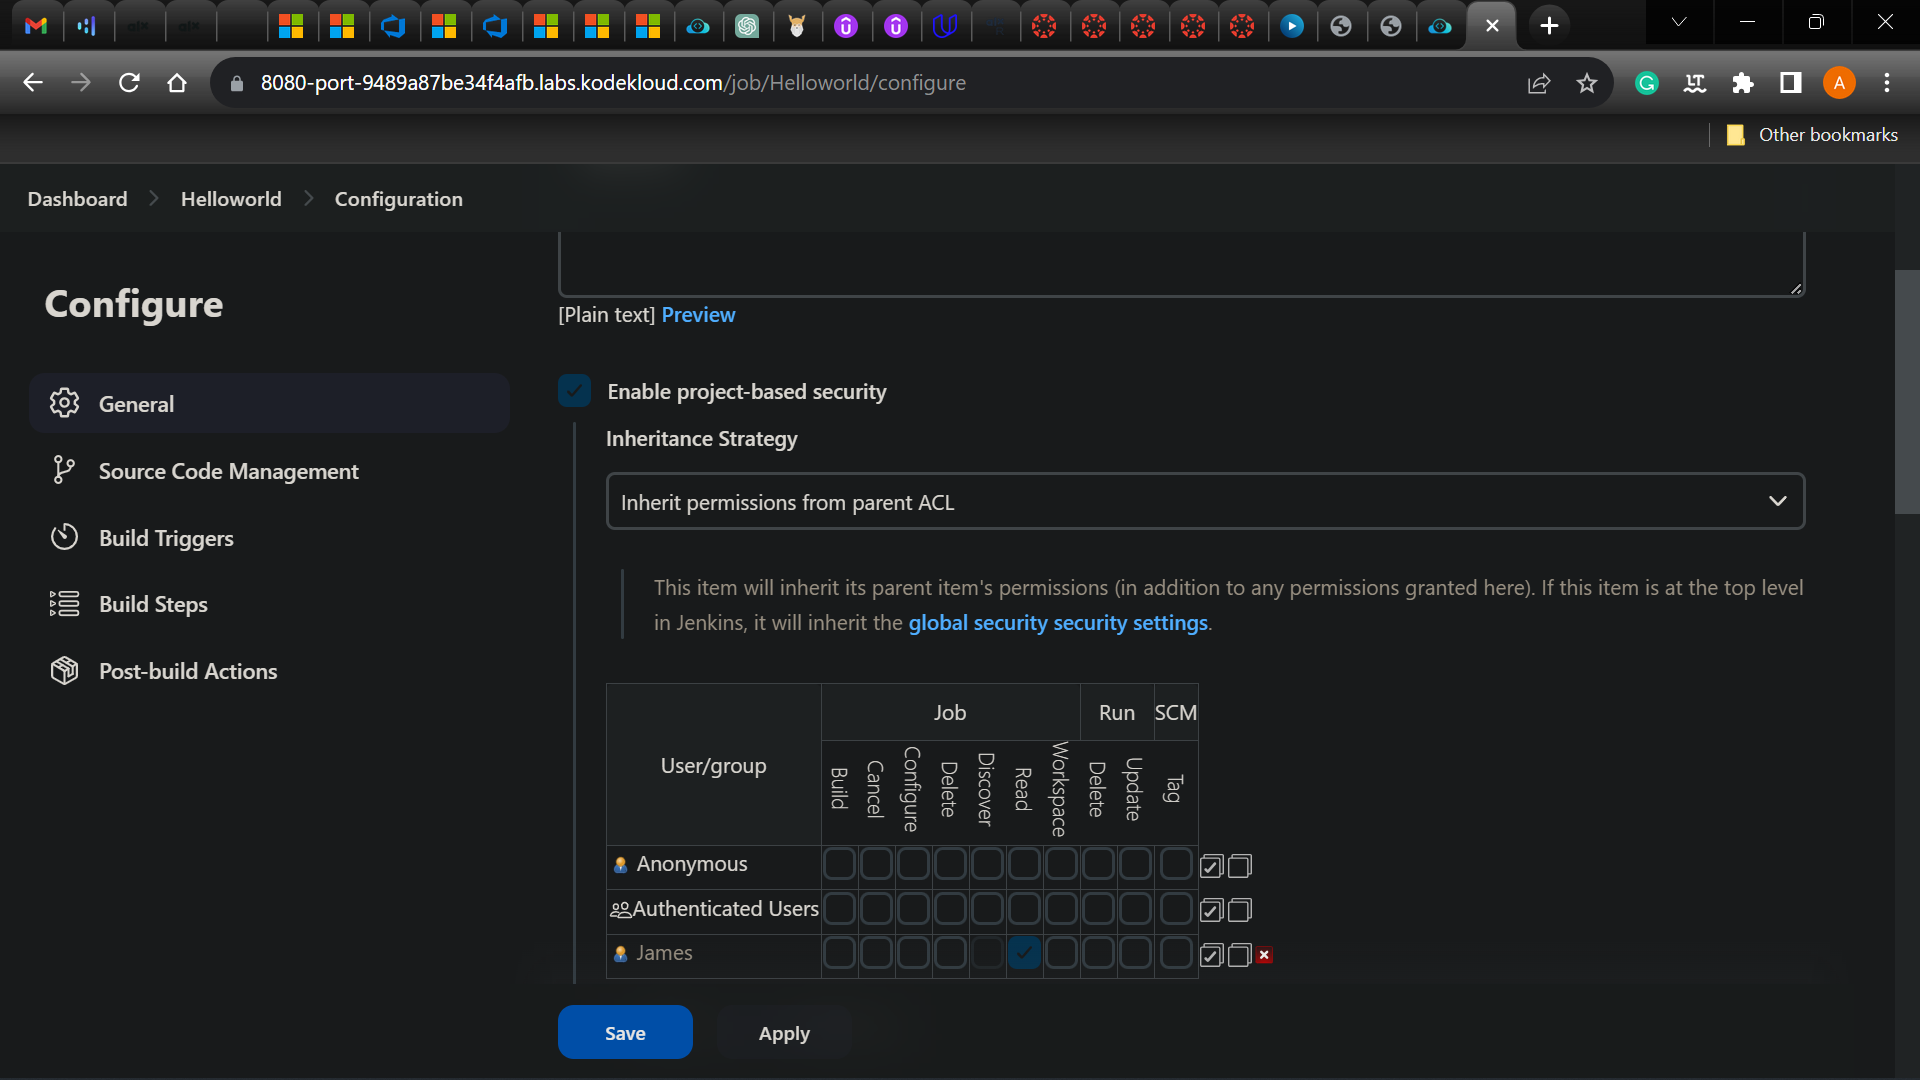 8080-port-9489a87be34f4afb.labs.kodekloud.com/job/Helloworld/configure
A
Other bookmarks
Dashboard Helloworld Configuration
Configure
General
Source Code Management
Build Triggers
Build Steps
Post-build Actions
[Plain text] Preview
Enable project-based security
Inheritance Strategy
Inherit permissions from parent ACL
This item will inherit its parent item's permissions (in addition to any permissions granted here). If this item is at the top level
in Jenkins, it will inherit the global security security settings.
User/group
Job Run SCM
Build Cancel Configure Delete Discover Read Workspace Delete Update Tag
Anonymous
Authenticated Users
James
Save Apply